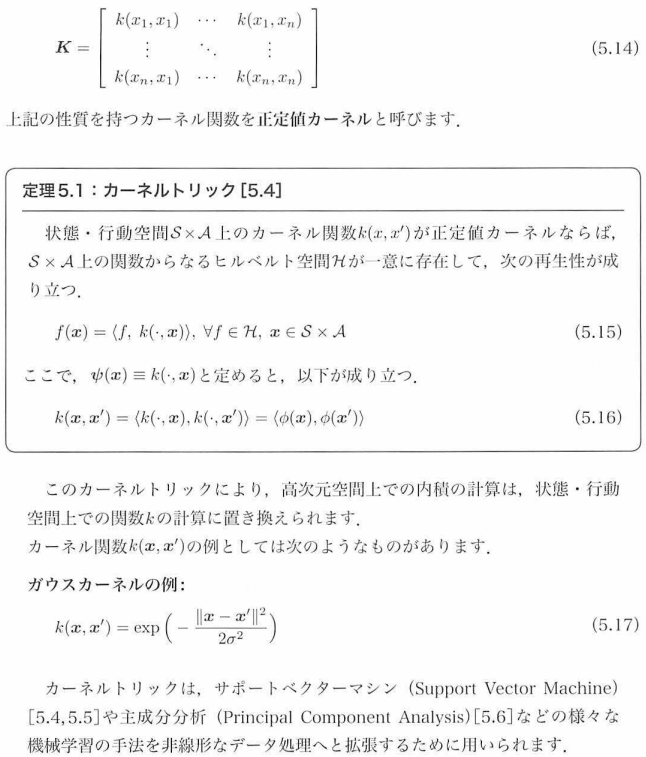 K = [ k(x₁, x₁) ⋯ k(x₁, xₙ)
⋮ ⋱ ⋮
k(xₙ, x₁) ⋯ k(xₙ, xₙ) ] (5.14)
上記の性質を持つカーネル関数を正定値カーネルと呼びます．
定理5.1：カーネルトリック[5.4]
状態・行動空間𝒮×𝒜上のカーネル関数k(x, x′)が正定値カーネルならば，
𝒮×𝒜上の関数からなるヒルベルト空間ℋが一意に存在して，次の再生性が成
り立つ．
f(x) = ⟨f, k(·, x)⟩, ∀f ∈ ℋ, x ∈ 𝒮 × 𝒜 (5.15)
ここで，ψ(x) ≡ k(·, x)と定めると，以下が成り立つ．
k(x, x′) = ⟨k(·, x), k(·, x′)⟩ = ⟨ϕ(x), ϕ(x′)⟩ (5.16)
このカーネルトリックにより，高次元空間上での内積の計算は，状態・行動
空間上での関数kの計算に置き換えられます．
カーネル関数k(x, x′)の例としては次のようなものがあります．
ガウスカーネルの例：
k(x, x′) = exp ( − ‖x − x′‖² / 2σ² ) (5.17)
カーネルトリックは，サポートベクターマシン（Support Vector Machine）
[5.4,5.5]や主成分分析（Principal Component Analysis)[5.6]などの様々な
機械学習の手法を非線形なデータ処理へと拡張するために用いられます．